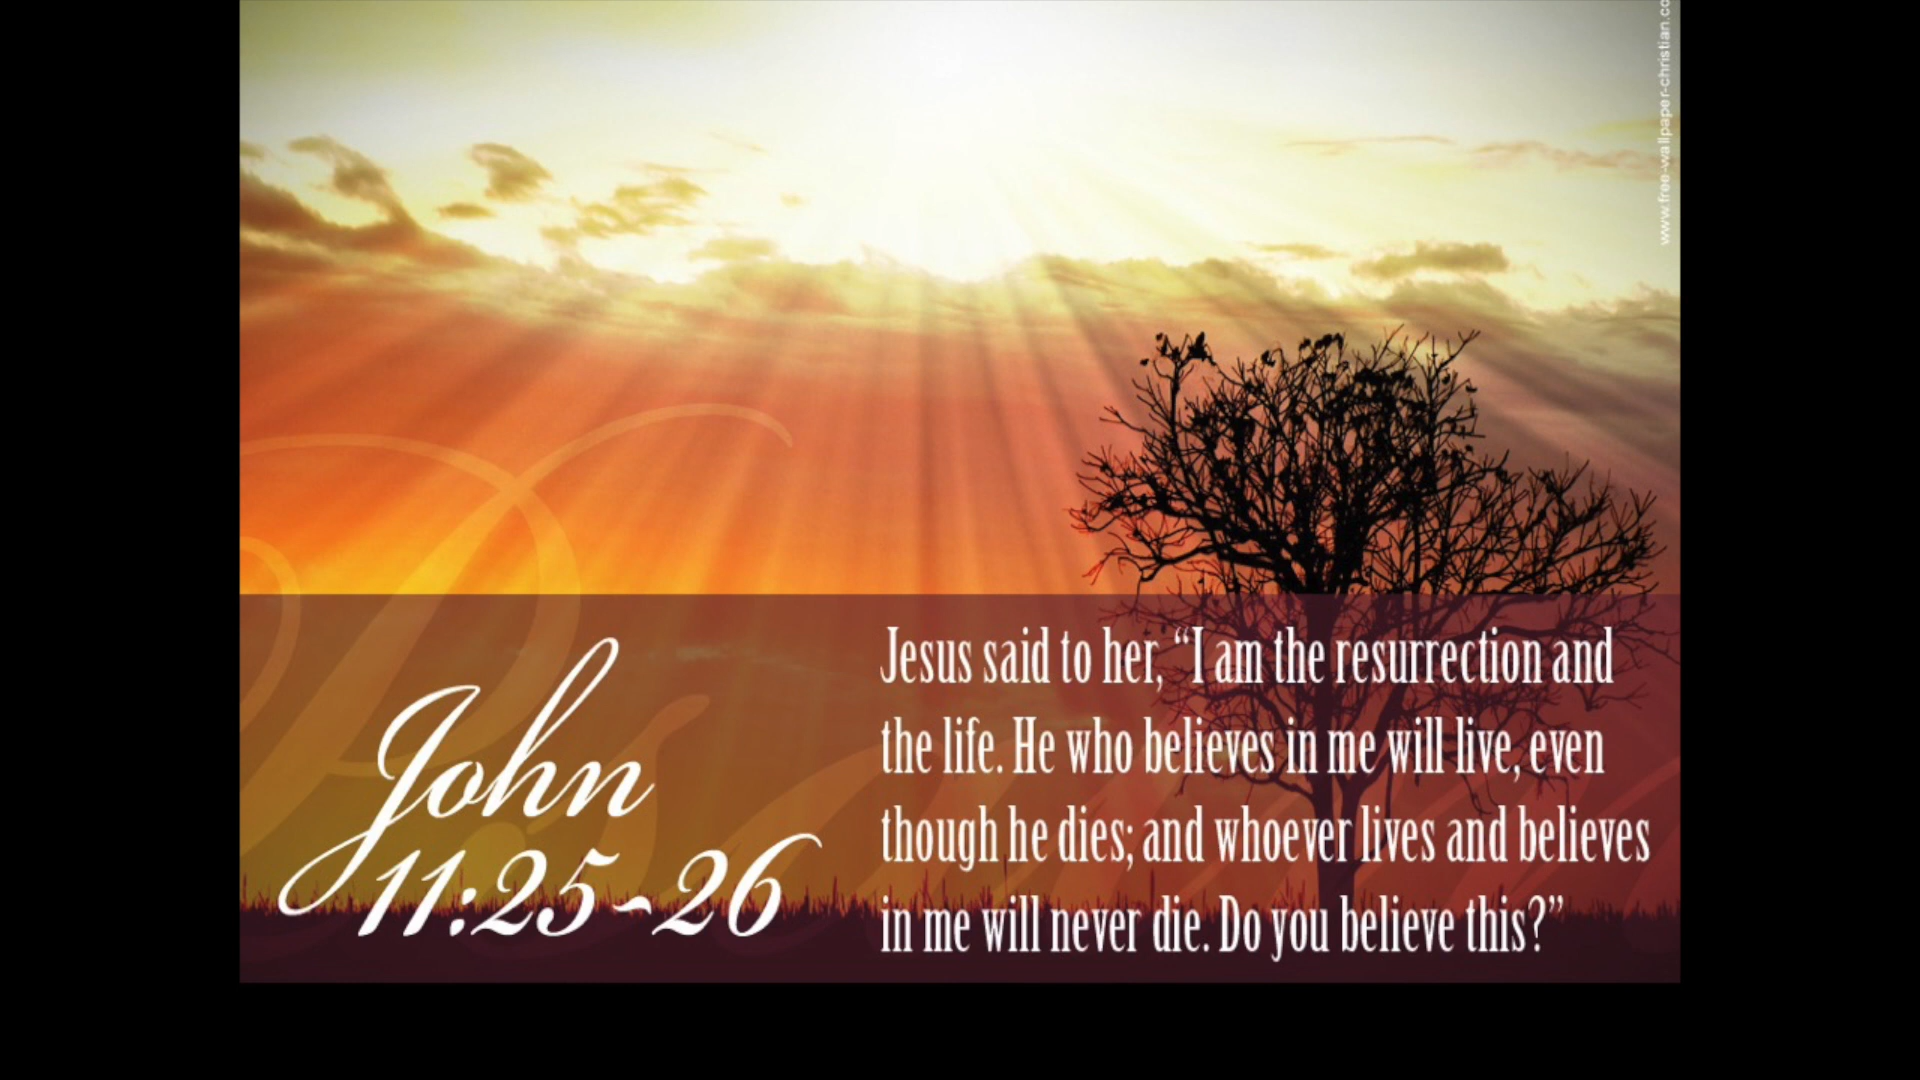 www.free-wallpaper-christian.co
John
11:25-26
Jesus said to her, “I am the resurrection and
the life. He who believes in me will live, even
though he dies; and whoever lives and believes
in me will never die. Do you believe this?”